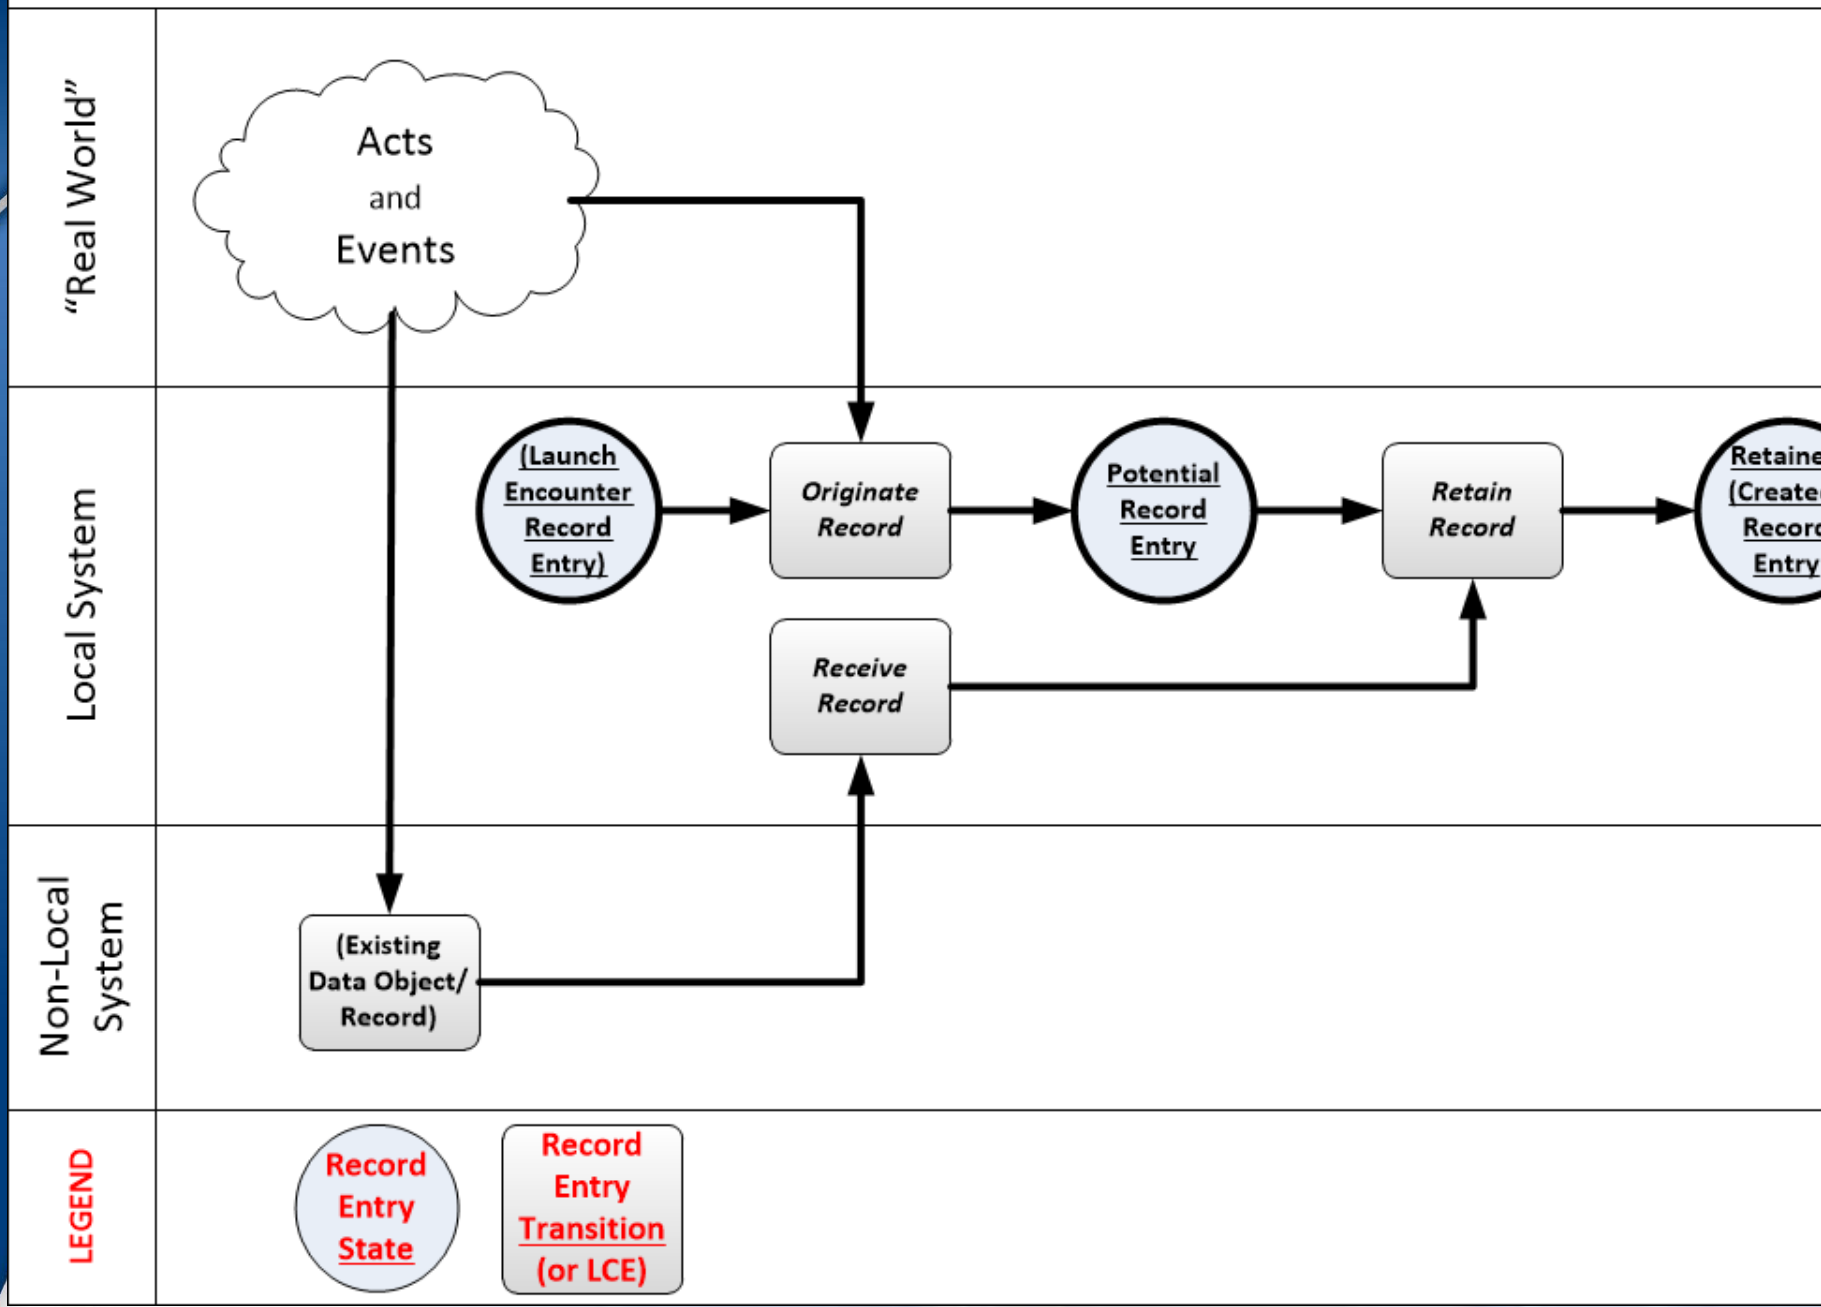 “Real World”
Acts
and
Events
Local System
(Launch
Encounter
Record
Entry)
Originate
Record
Potential
Record
Entry
Retain
Record
Entry
Receive
Record
Non-Local
System
(Existing
Data Object/
Record)
LEGEND
Record
Entry
State
Record
Entry
Transition
(or LCE)